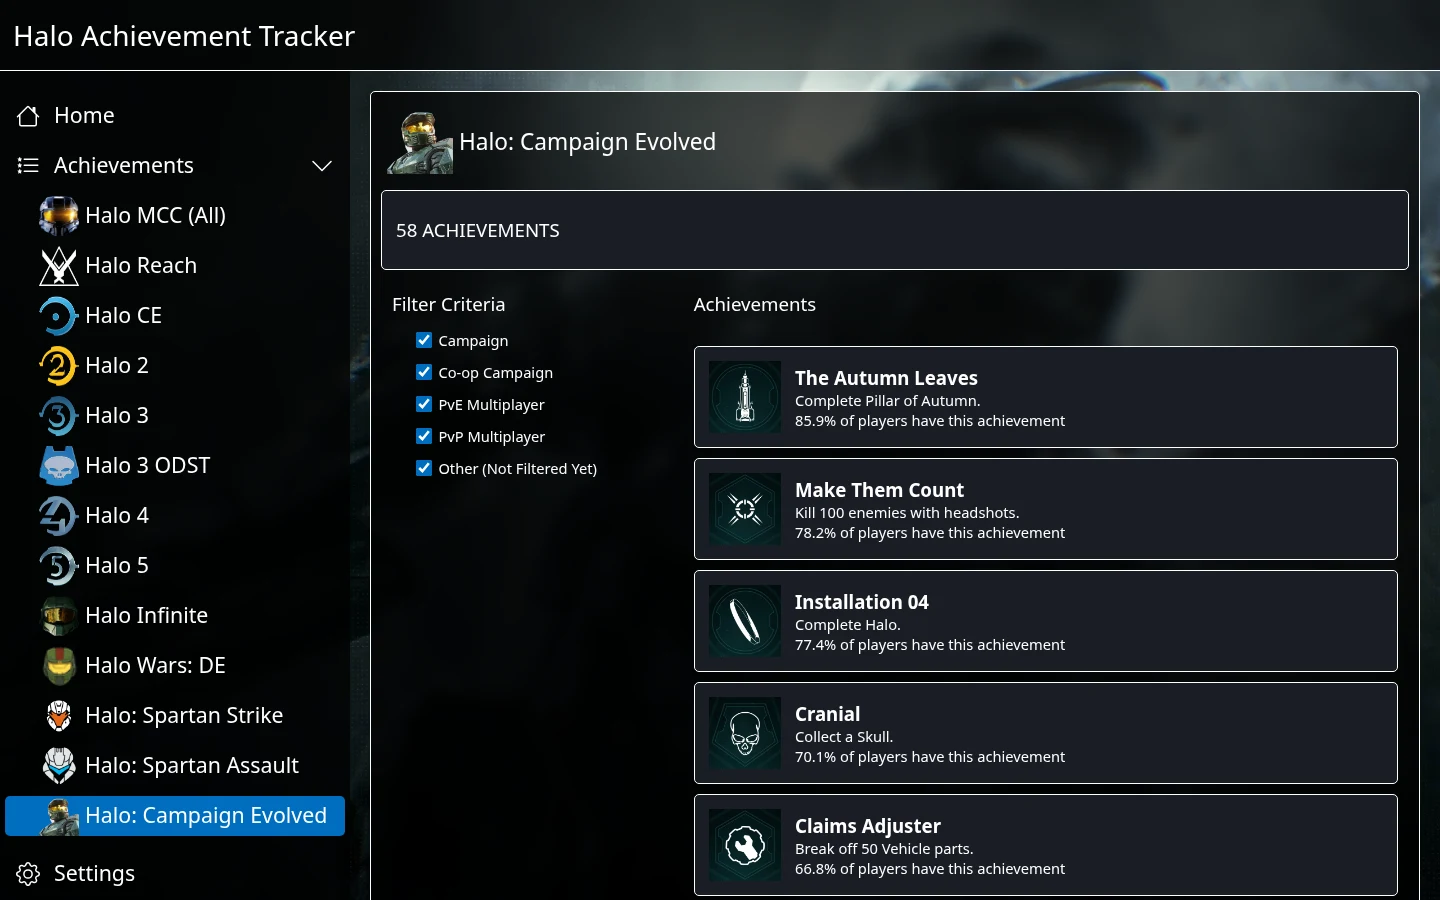 Halo Achievement Tracker
Home
Achievements
Halo MCC (All)
Halo Reach
Halo CE
Halo 2
Halo 3
Halo 3 ODST
Halo 4
Halo 5
Halo Infinite
Halo Wars: DE
Halo: Spartan Strike
Halo: Spartan Assault
Halo: Campaign Evolved
Settings
Halo: Campaign Evolved
58 ACHIEVEMENTS
Filter Criteria
Campaign
Co-op Campaign
PvE Multiplayer
PvP Multiplayer
Other (Not Filtered Yet)
Achievements
The Autumn Leaves
Complete Pillar of Autumn.
85.9% of players have this achievement
Make Them Count
Kill 100 enemies with headshots.
78.2% of players have this achievement
Installation 04
Complete Halo.
77.4% of players have this achievement
Cranial
Collect a Skull.
70.1% of players have this achievement
Claims Adjuster
Break off 50 Vehicle parts.
66.8% of players have this achievement